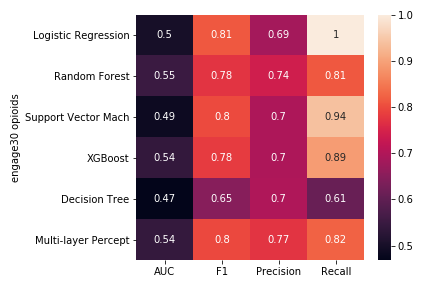 engage30 opioids
Logistic Regression 0.5 0.81 0.69 1
Random Forest 0.55 0.78 0.74 0.81
Support Vector Mach 0.49 0.8 0.7 0.94
XGBoost 0.54 0.78 0.7 0.89
Decision Tree 0.47 0.65 0.7 0.61
Multi-layer Percept 0.54 0.8 0.77 0.82
AUC F1 Precision Recall
1.0
0.9
0.8
0.7
0.6
0.5